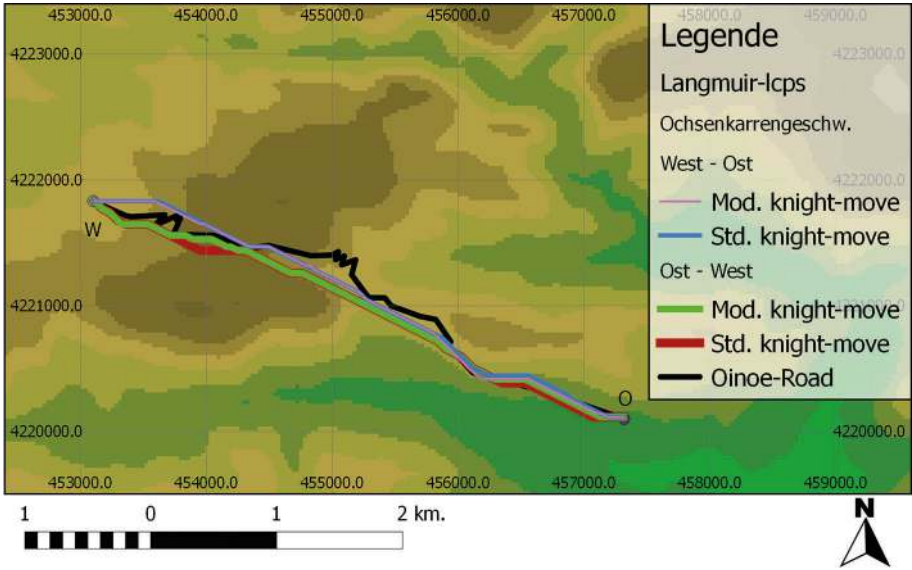 453000.0 454000.0 455000.0 456000.0 457000.0 458000.0 459000.0
4223000.0 4223000.0
4222000.0 4222000.0
4221000.0 4221000.0
4220000.0 4220000.0
W
O
Legende
Langmuir-lcps
Ochsenkarrengeschw.
West - Ost
Mod. knight-move
Std. knight-move
Ost - West
Mod. knight-move
Std. knight-move
Oinoe-Road
453000.0 454000.0 455000.0 456000.0 457000.0 458000.0 459000.0
1 0 1 2 km.
N